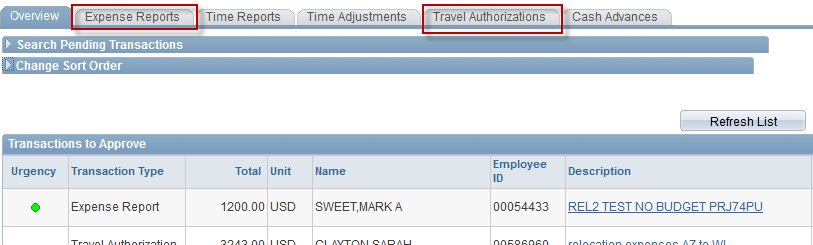 Overview Expense Reports Time Reports Time Adjustments Travel Authorizations Cash Advances
Search Pending Transactions
Change Sort Order
Refresh List
Transactions to Approve
Urgency Transaction Type Total Unit Name Employee ID Description
Expense Report 1200.00 USD SWEET,MARK A 00054433 REL2 TEST NO BUDGET PRJ74PU
Travel Authorization 3243.00 USD CLAYTON,SARAH 00586960 relocation expenses AZ to WI